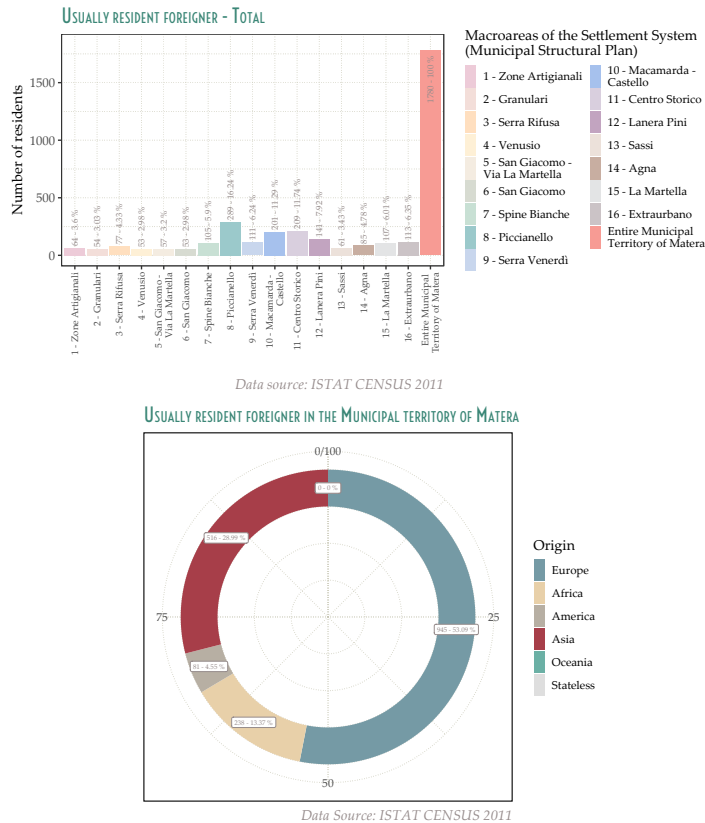 Usually resident foreigner - Total
Number of residents
1500
1000
500
0
64 - 3.6 %
54 - 3.03 %
77 - 4.33 %
53 - 2.98 %
57 - 3.2 %
53 - 2.98 %
105 - 5.9 %
289 - 16.24 %
111 - 6.24 %
201 - 11.29 %
209 - 11.74 %
141 - 7.92 %
61 - 3.43 %
85 - 4.78 %
107 - 6.01 %
113 - 6.35 %
1780 - 100 %
1 - Zone Artigianali
2 - Granulari
3 - Serra Rifusa
4 - Venusio
5 - San Giacomo -
Via La Martella
6 - San Giacomo
7 - Spine Bianche
8 - Piccianello
9 - Serra Venerdì
10 - Macamarda -
Castello
11 - Centro Storico
12 - Lanera Pini
13 - Sassi
14 - Agna
15 - La Martella
16 - Extraurbano
Entire Municipal
Territory of Matera
Macroareas of the Settlement System
(Municipal Structural Plan)
1 - Zone Artigianali
2 - Granulari
3 - Serra Rifusa
4 - Venusio
5 - San Giacomo -
Via La Martella
6 - San Giacomo
7 - Spine Bianche
8 - Piccianello
9 - Serra Venerdì
10 - Macamarda -
Castello
11 - Centro Storico
12 - Lanera Pini
13 - Sassi
14 - Agna
15 - La Martella
16 - Extraurbano
Entire Municipal
Territory of Matera
Data source: ISTAT CENSUS 2011
Usually resident foreigner in the Municipal territory of Matera
0/100
0 - 0 %
516 - 28.99 %
75
25
945 - 53.09 %
81 - 4.55 %
238 - 13.37 %
50
Origin
Europe
Africa
America
Asia
Oceania
Stateless
Data Source: ISTAT CENSUS 2011